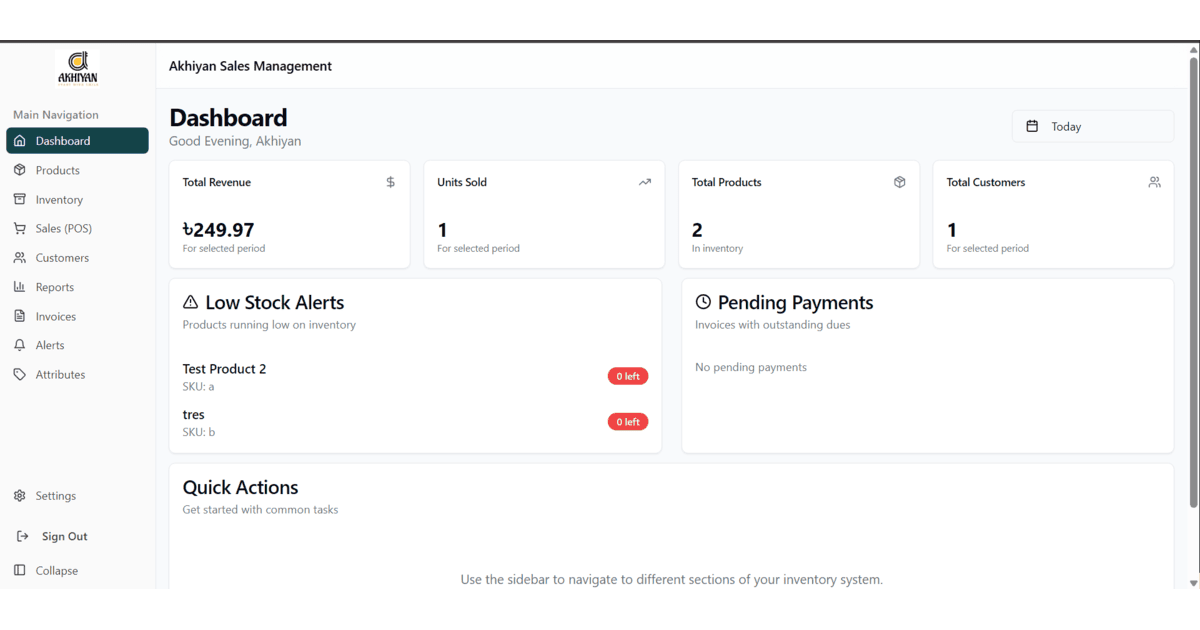 AKHIYAN
Akhiyan Sales Management
Main Navigation
Dashboard
Products
Inventory
Sales (POS)
Customers
Reports
Invoices
Alerts
Attributes
Settings
Sign Out
Collapse
Dashboard
Good Evening, Akhiyan
Today
Total Revenue
$
৳249.97
For selected period
Units Sold
1
For selected period
Total Products
2
In inventory
Total Customers
1
For selected period
Low Stock Alerts
Products running low on inventory
Test Product 2
0 left
SKU: a
tres
0 left
SKU: b
Pending Payments
Invoices with outstanding dues
No pending payments
Quick Actions
Get started with common tasks
Use the sidebar to navigate to different sections of your inventory system.